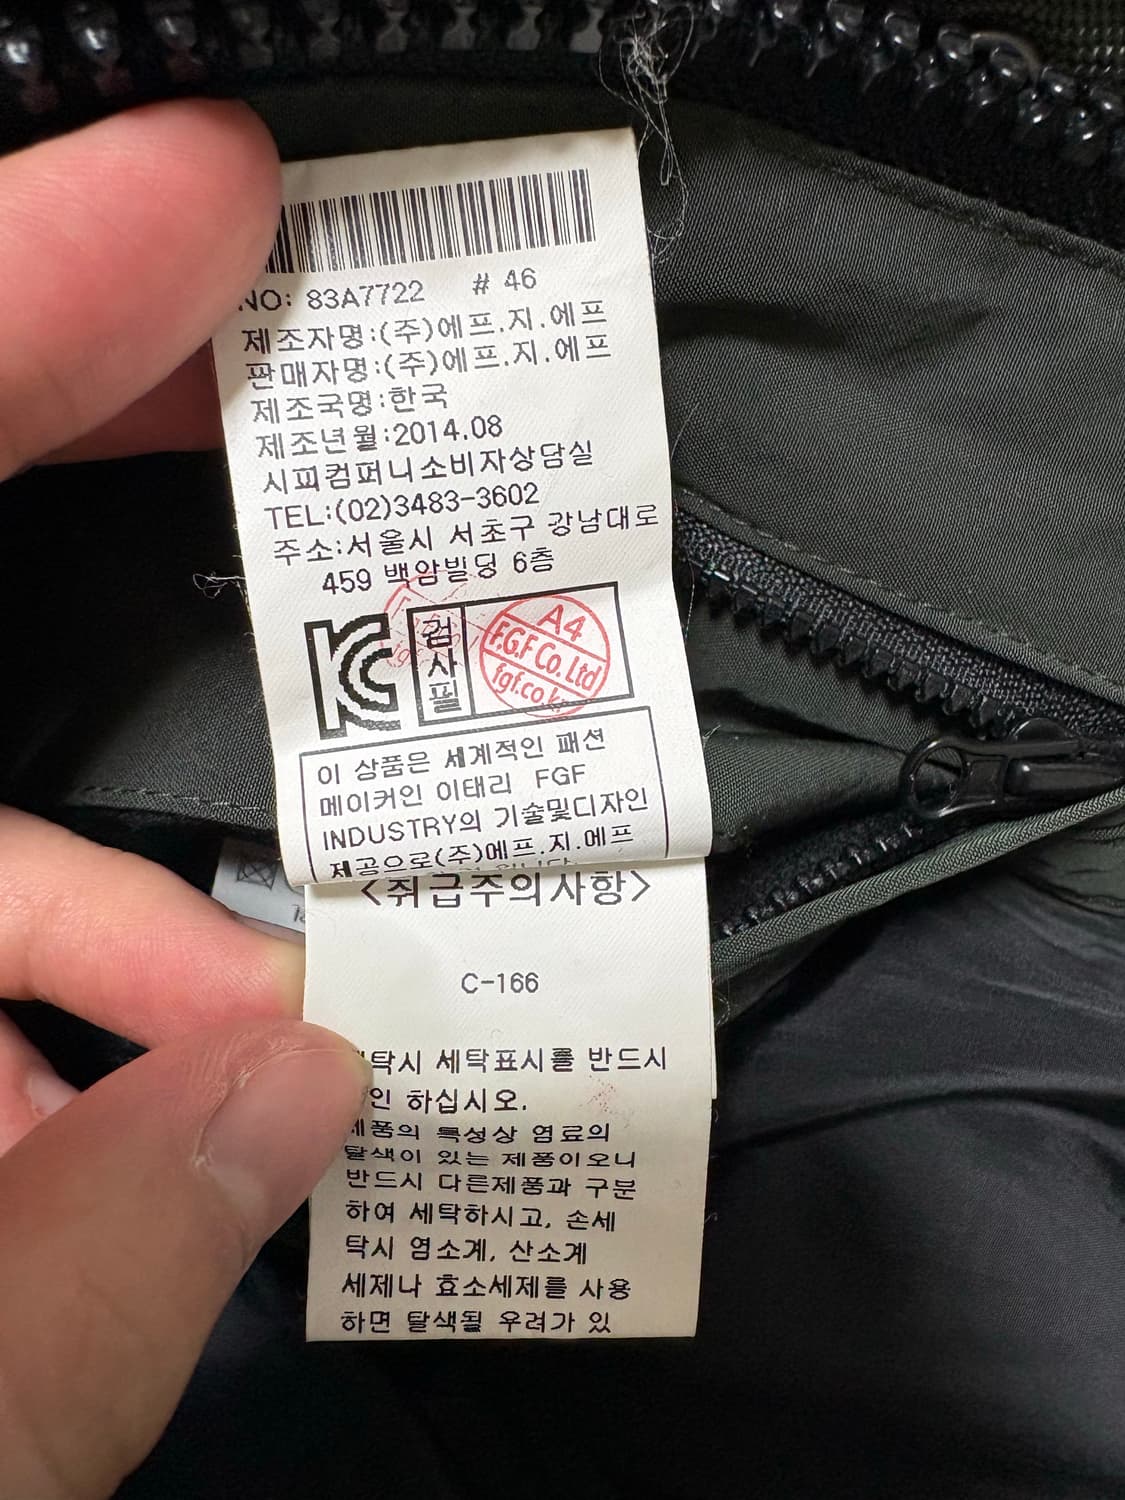 NO: 83A7722 # 46
제조자명:(주)에프.지.에프
판매자명:(주)에프.지.에프
제조국명:한국
제조년월:2014.08
시피컴퍼니소비자상담실
TEL:(02)3483-3602
주소:서울시 서초구 강남대로
459 백암빌딩 6층
KC
검사필
A4
F.G.F Co.Ltd
fgf.co.kr
이 상품은 세계적인 패션
메이커인 이태리 FGF
INDUSTRY의 기술및디자인
제공으로(주)에프.지.에프
<취급주의사항>
C-166
탁시 세탁표시를 반드시
인 하십시오.
제품의 특성상 염료의
탈색이 있는 제품이오니
반드시 다른제품과 구분
하여 세탁하시고, 손세
탁시 염소계, 산소계
세제나 효소세제를 사용
하면 탈색될 우려가 있